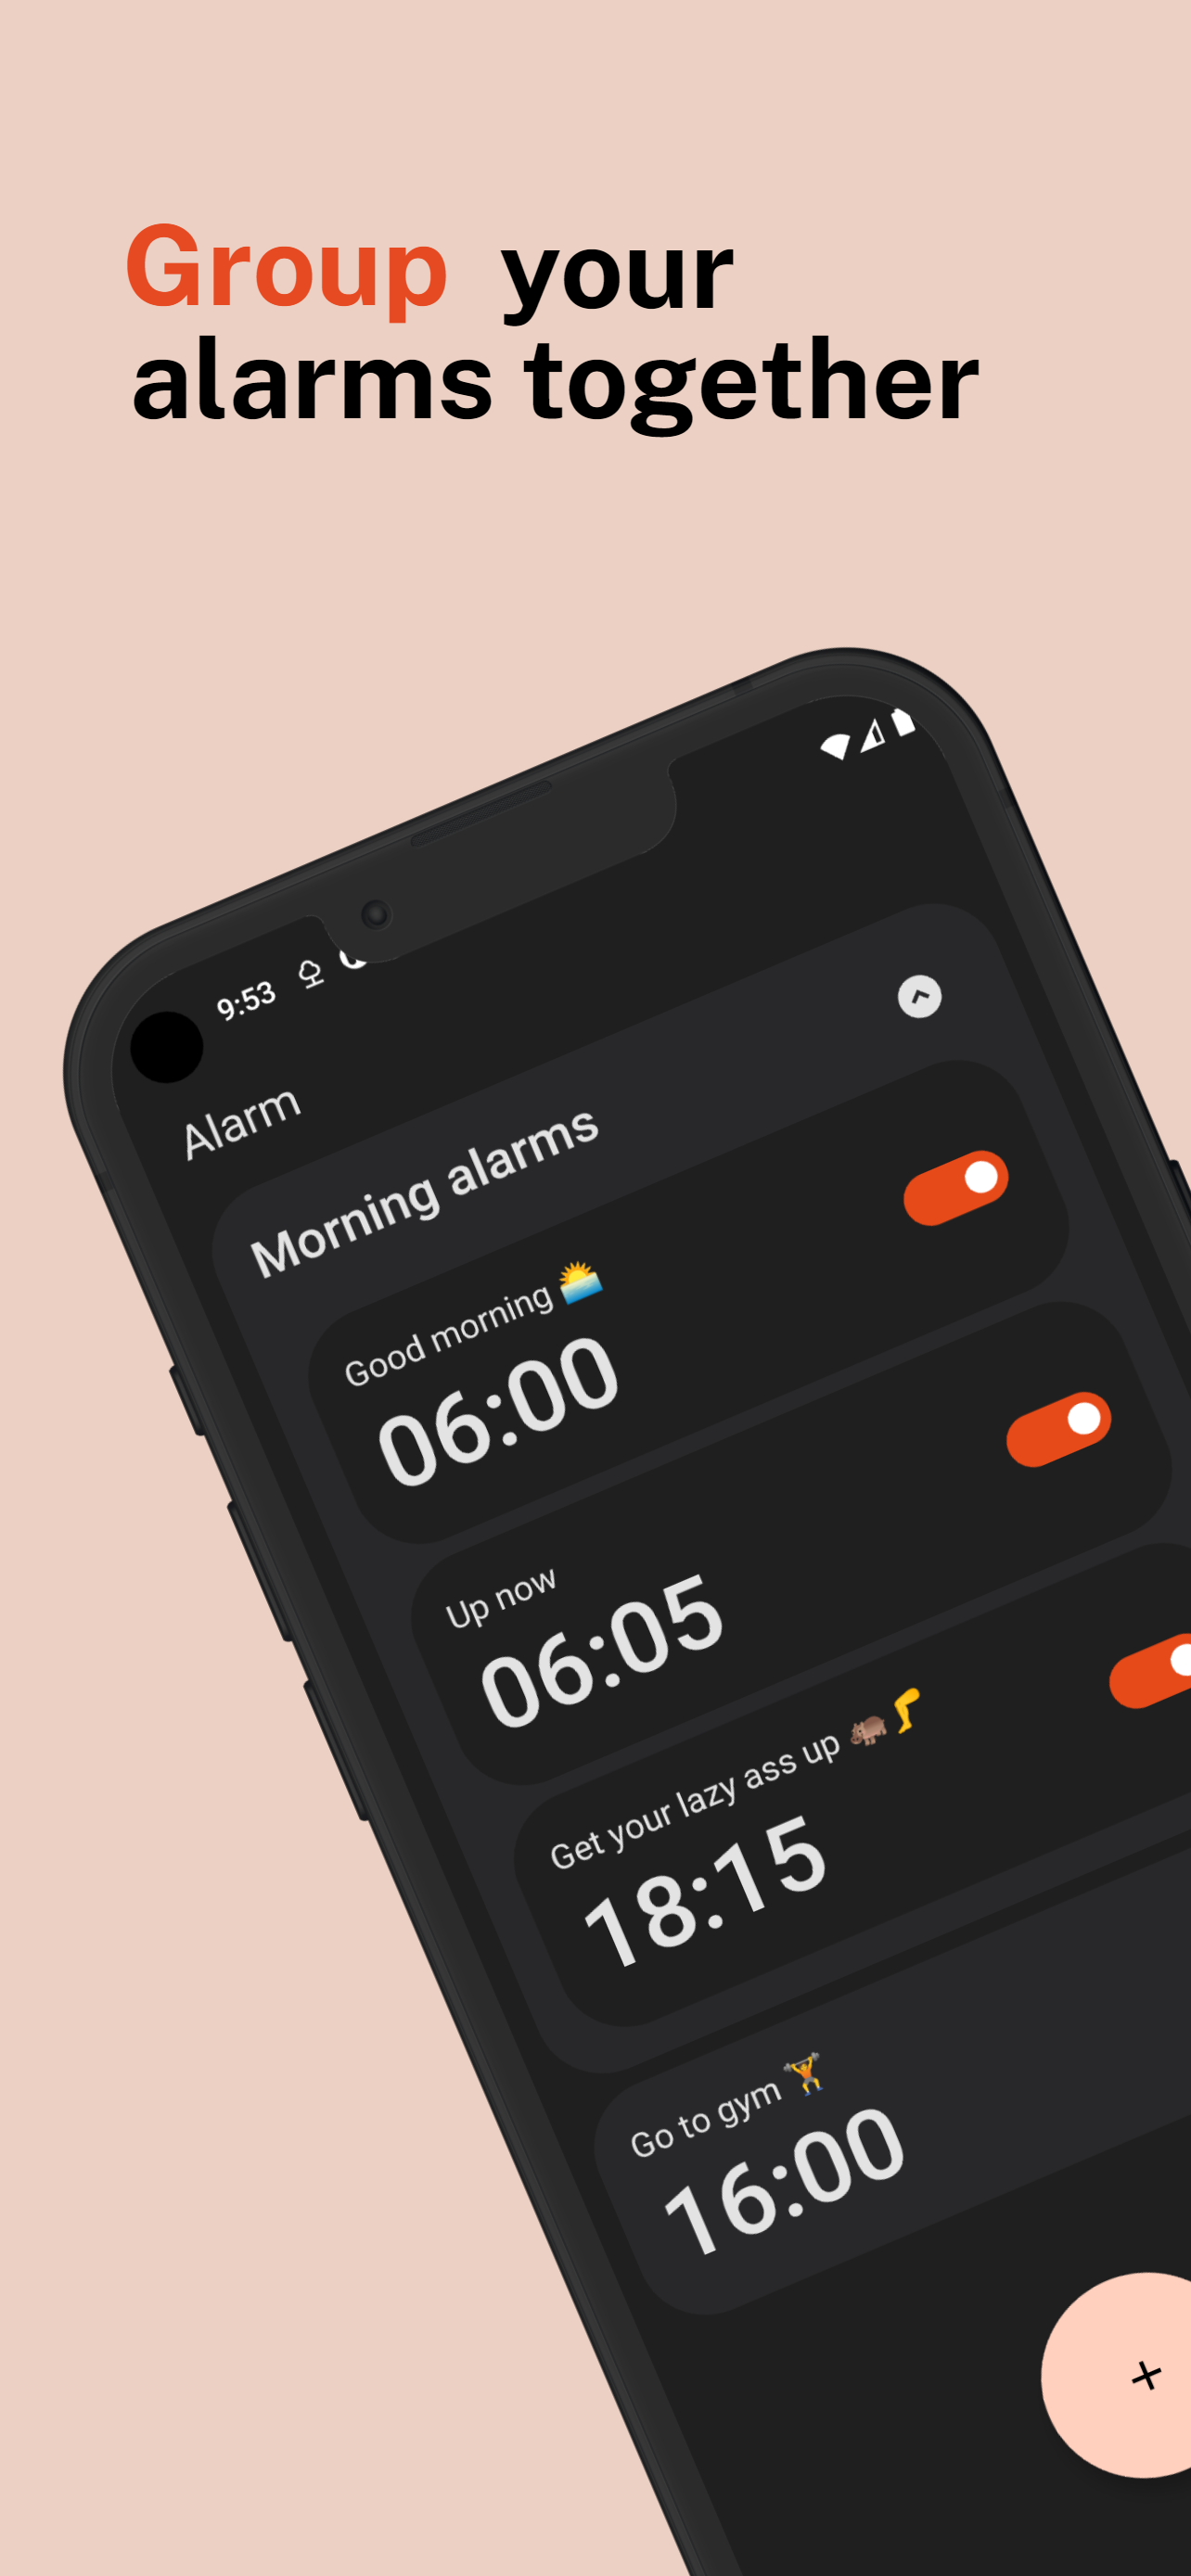 Group your
alarms together
9:53
Alarm
Morning alarms
Good morning 🌅
06:00
Up now
06:05
Get your lazy ass up 🦛🦵
18:15
Go to gym 🏋️
16:00
+